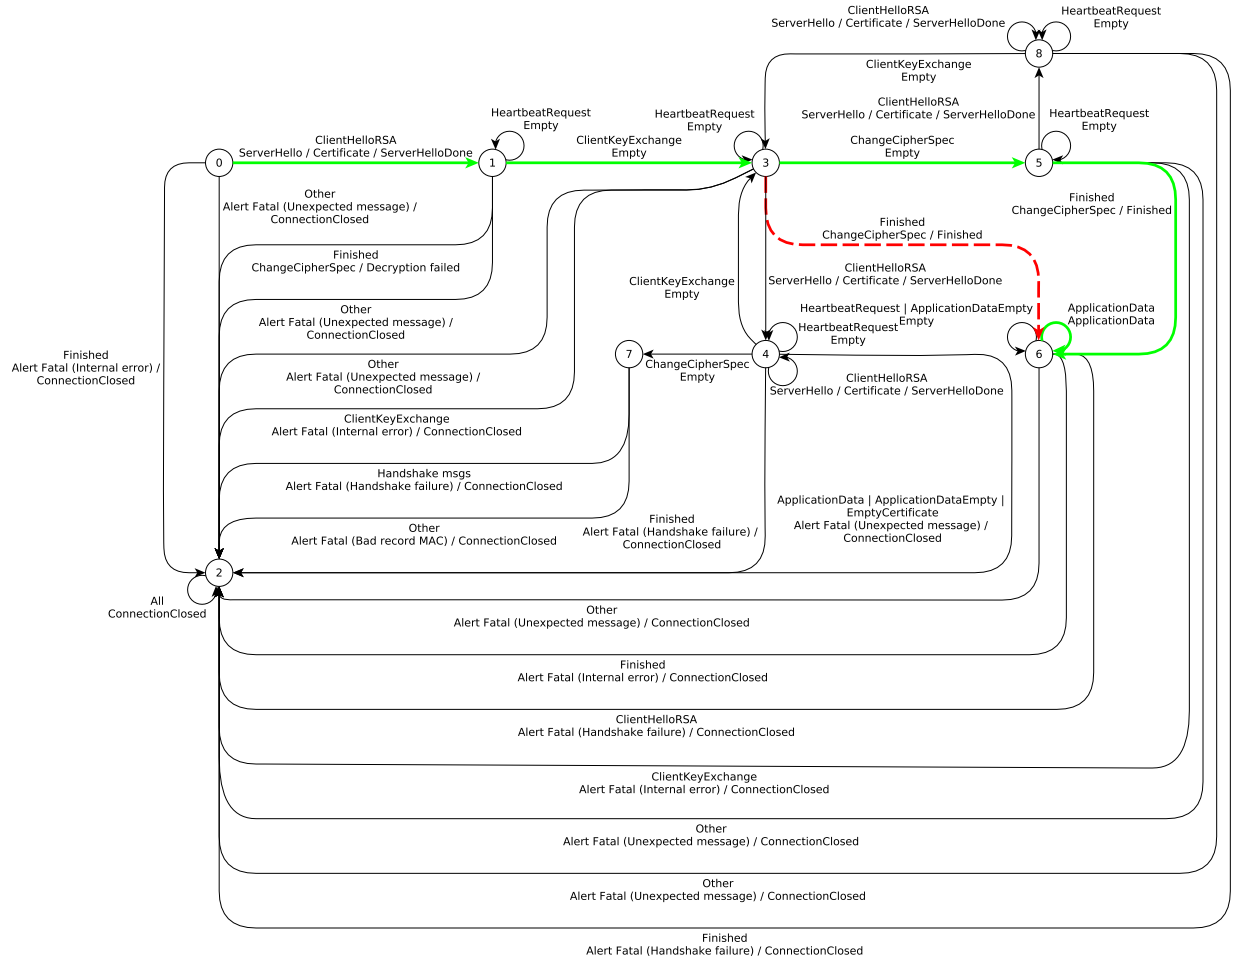 ClientHelloRSA
ServerHello / Certificate / ServerHelloDone
HeartbeatRequest
Empty
8
ClientKeyExchange
Empty
ClientHelloRSA
ServerHello / Certificate / ServerHelloDone
HeartbeatRequest
Empty
HeartbeatRequest
Empty
HeartbeatRequest
Empty
ClientHelloRSA
ServerHello / Certificate / ServerHelloDone
ClientKeyExchange
Empty
ChangeCipherSpec
Empty
0
1
3
5
Other
Alert Fatal (Unexpected message) /
ConnectionClosed
Finished
ChangeCipherSpec / Finished
Finished
ChangeCipherSpec / Finished
Finished
ChangeCipherSpec / Decryption failed
ClientHelloRSA
ServerHello / Certificate / ServerHelloDone
ClientKeyExchange
Empty
Other
Alert Fatal (Unexpected message) /
ConnectionClosed
HeartbeatRequest | ApplicationDataEmpty
Empty
ApplicationData
ApplicationData
HeartbeatRequest
Empty
Finished
Alert Fatal (Internal error) /
ConnectionClosed
7
4
6
ChangeCipherSpec
Empty
Other
Alert Fatal (Unexpected message) /
ConnectionClosed
ClientHelloRSA
ServerHello / Certificate / ServerHelloDone
ClientKeyExchange
Alert Fatal (Internal error) / ConnectionClosed
Handshake msgs
Alert Fatal (Handshake failure) / ConnectionClosed
ApplicationData | ApplicationDataEmpty |
EmptyCertificate
Alert Fatal (Unexpected message) /
ConnectionClosed
Finished
Alert Fatal (Handshake failure) /
ConnectionClosed
Other
Alert Fatal (Bad record MAC) / ConnectionClosed
2
All
ConnectionClosed
Other
Alert Fatal (Unexpected message) / ConnectionClosed
Finished
Alert Fatal (Internal error) / ConnectionClosed
ClientHelloRSA
Alert Fatal (Handshake failure) / ConnectionClosed
ClientKeyExchange
Alert Fatal (Internal error) / ConnectionClosed
Other
Alert Fatal (Unexpected message) / ConnectionClosed
Other
Alert Fatal (Unexpected message) / ConnectionClosed
Finished
Alert Fatal (Handshake failure) / ConnectionClosed